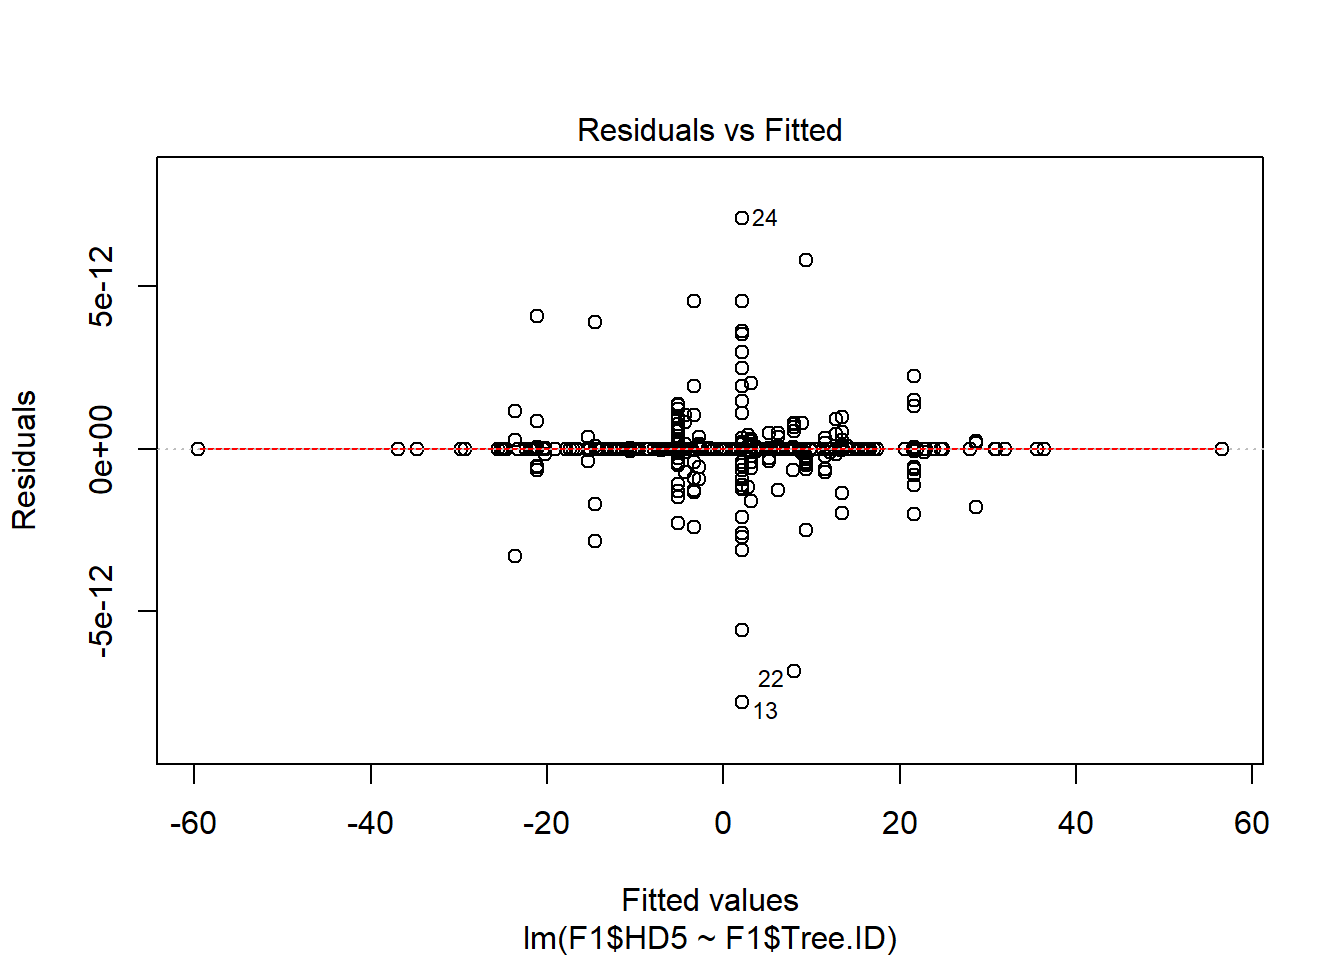 Residuals vs Fitted
24
22
13
Residuals
5e-12
0e+00
-5e-12
-60 -40 -20 0 20 40 60
Fitted values
lm(F1$HD5 ~ F1$Tree.ID)